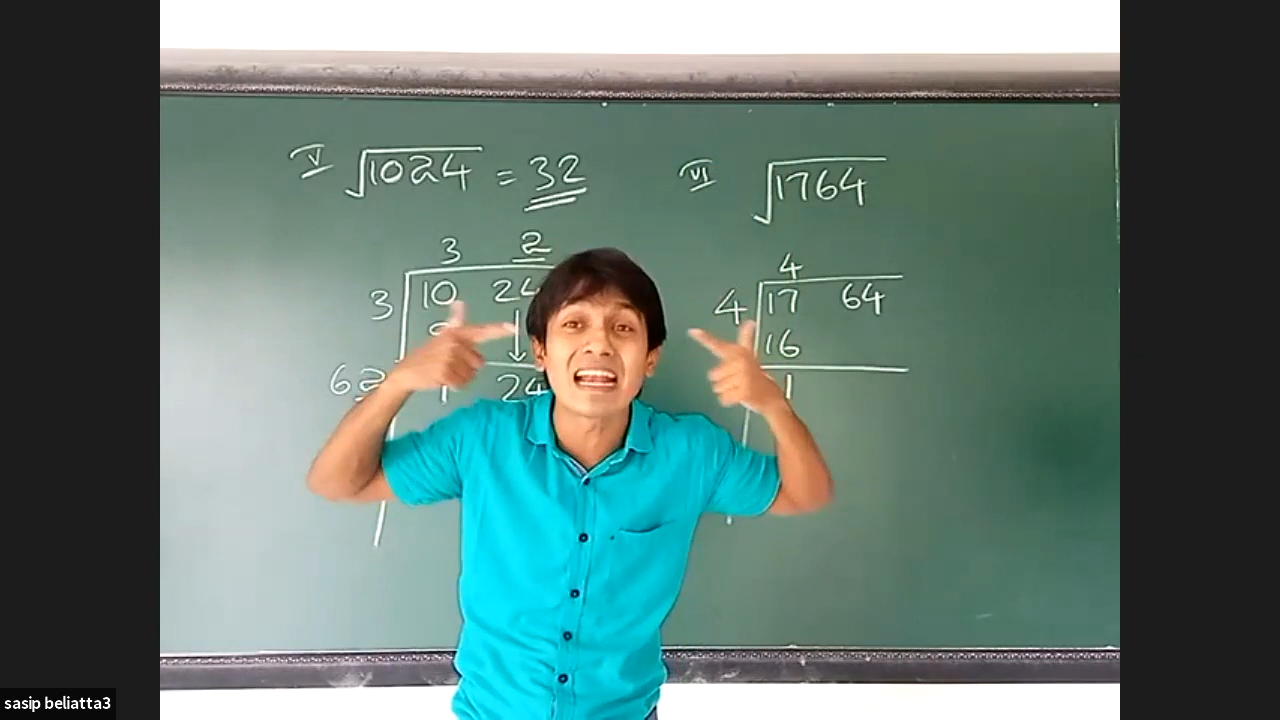 V √1024 = 32
3 2
3 10 24
62 1 24
VI √1764
4
4 17 64
16
1
sasip beliatta3